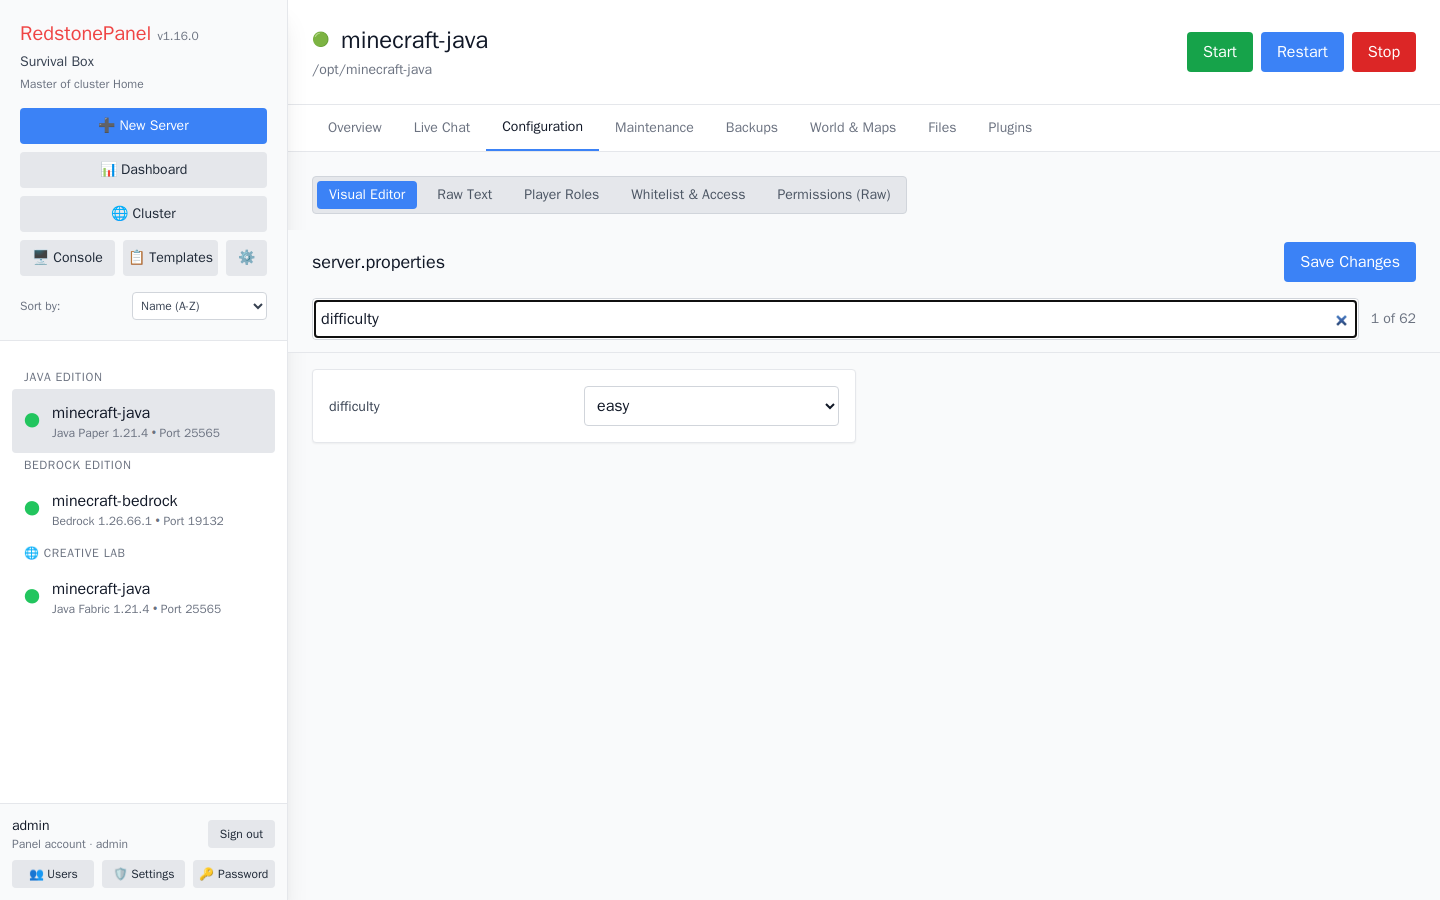 RedstonePanel v1.16.0
Survival Box
Master of cluster Home
➕ New Server
📊 Dashboard
🌐 Cluster
🖥️ Console
📋 Templates
⚙️
Sort by:
Name (A-Z)
JAVA EDITION
minecraft-java
Java Paper 1.21.4 • Port 25565
BEDROCK EDITION
minecraft-bedrock
Bedrock 1.26.66.1 • Port 19132
🌐 CREATIVE LAB
minecraft-java
Java Fabric 1.21.4 • Port 25565
admin
Panel account · admin
Sign out
👥 Users
🛡️ Settings
🔑 Password
minecraft-java
/opt/minecraft-java
Start
Restart
Stop
Overview
Live Chat
Configuration
Maintenance
Backups
World & Maps
Files
Plugins
Visual Editor
Raw Text
Player Roles
Whitelist & Access
Permissions (Raw)
server.properties
Save Changes
difficulty
1 of 62
difficulty
easy